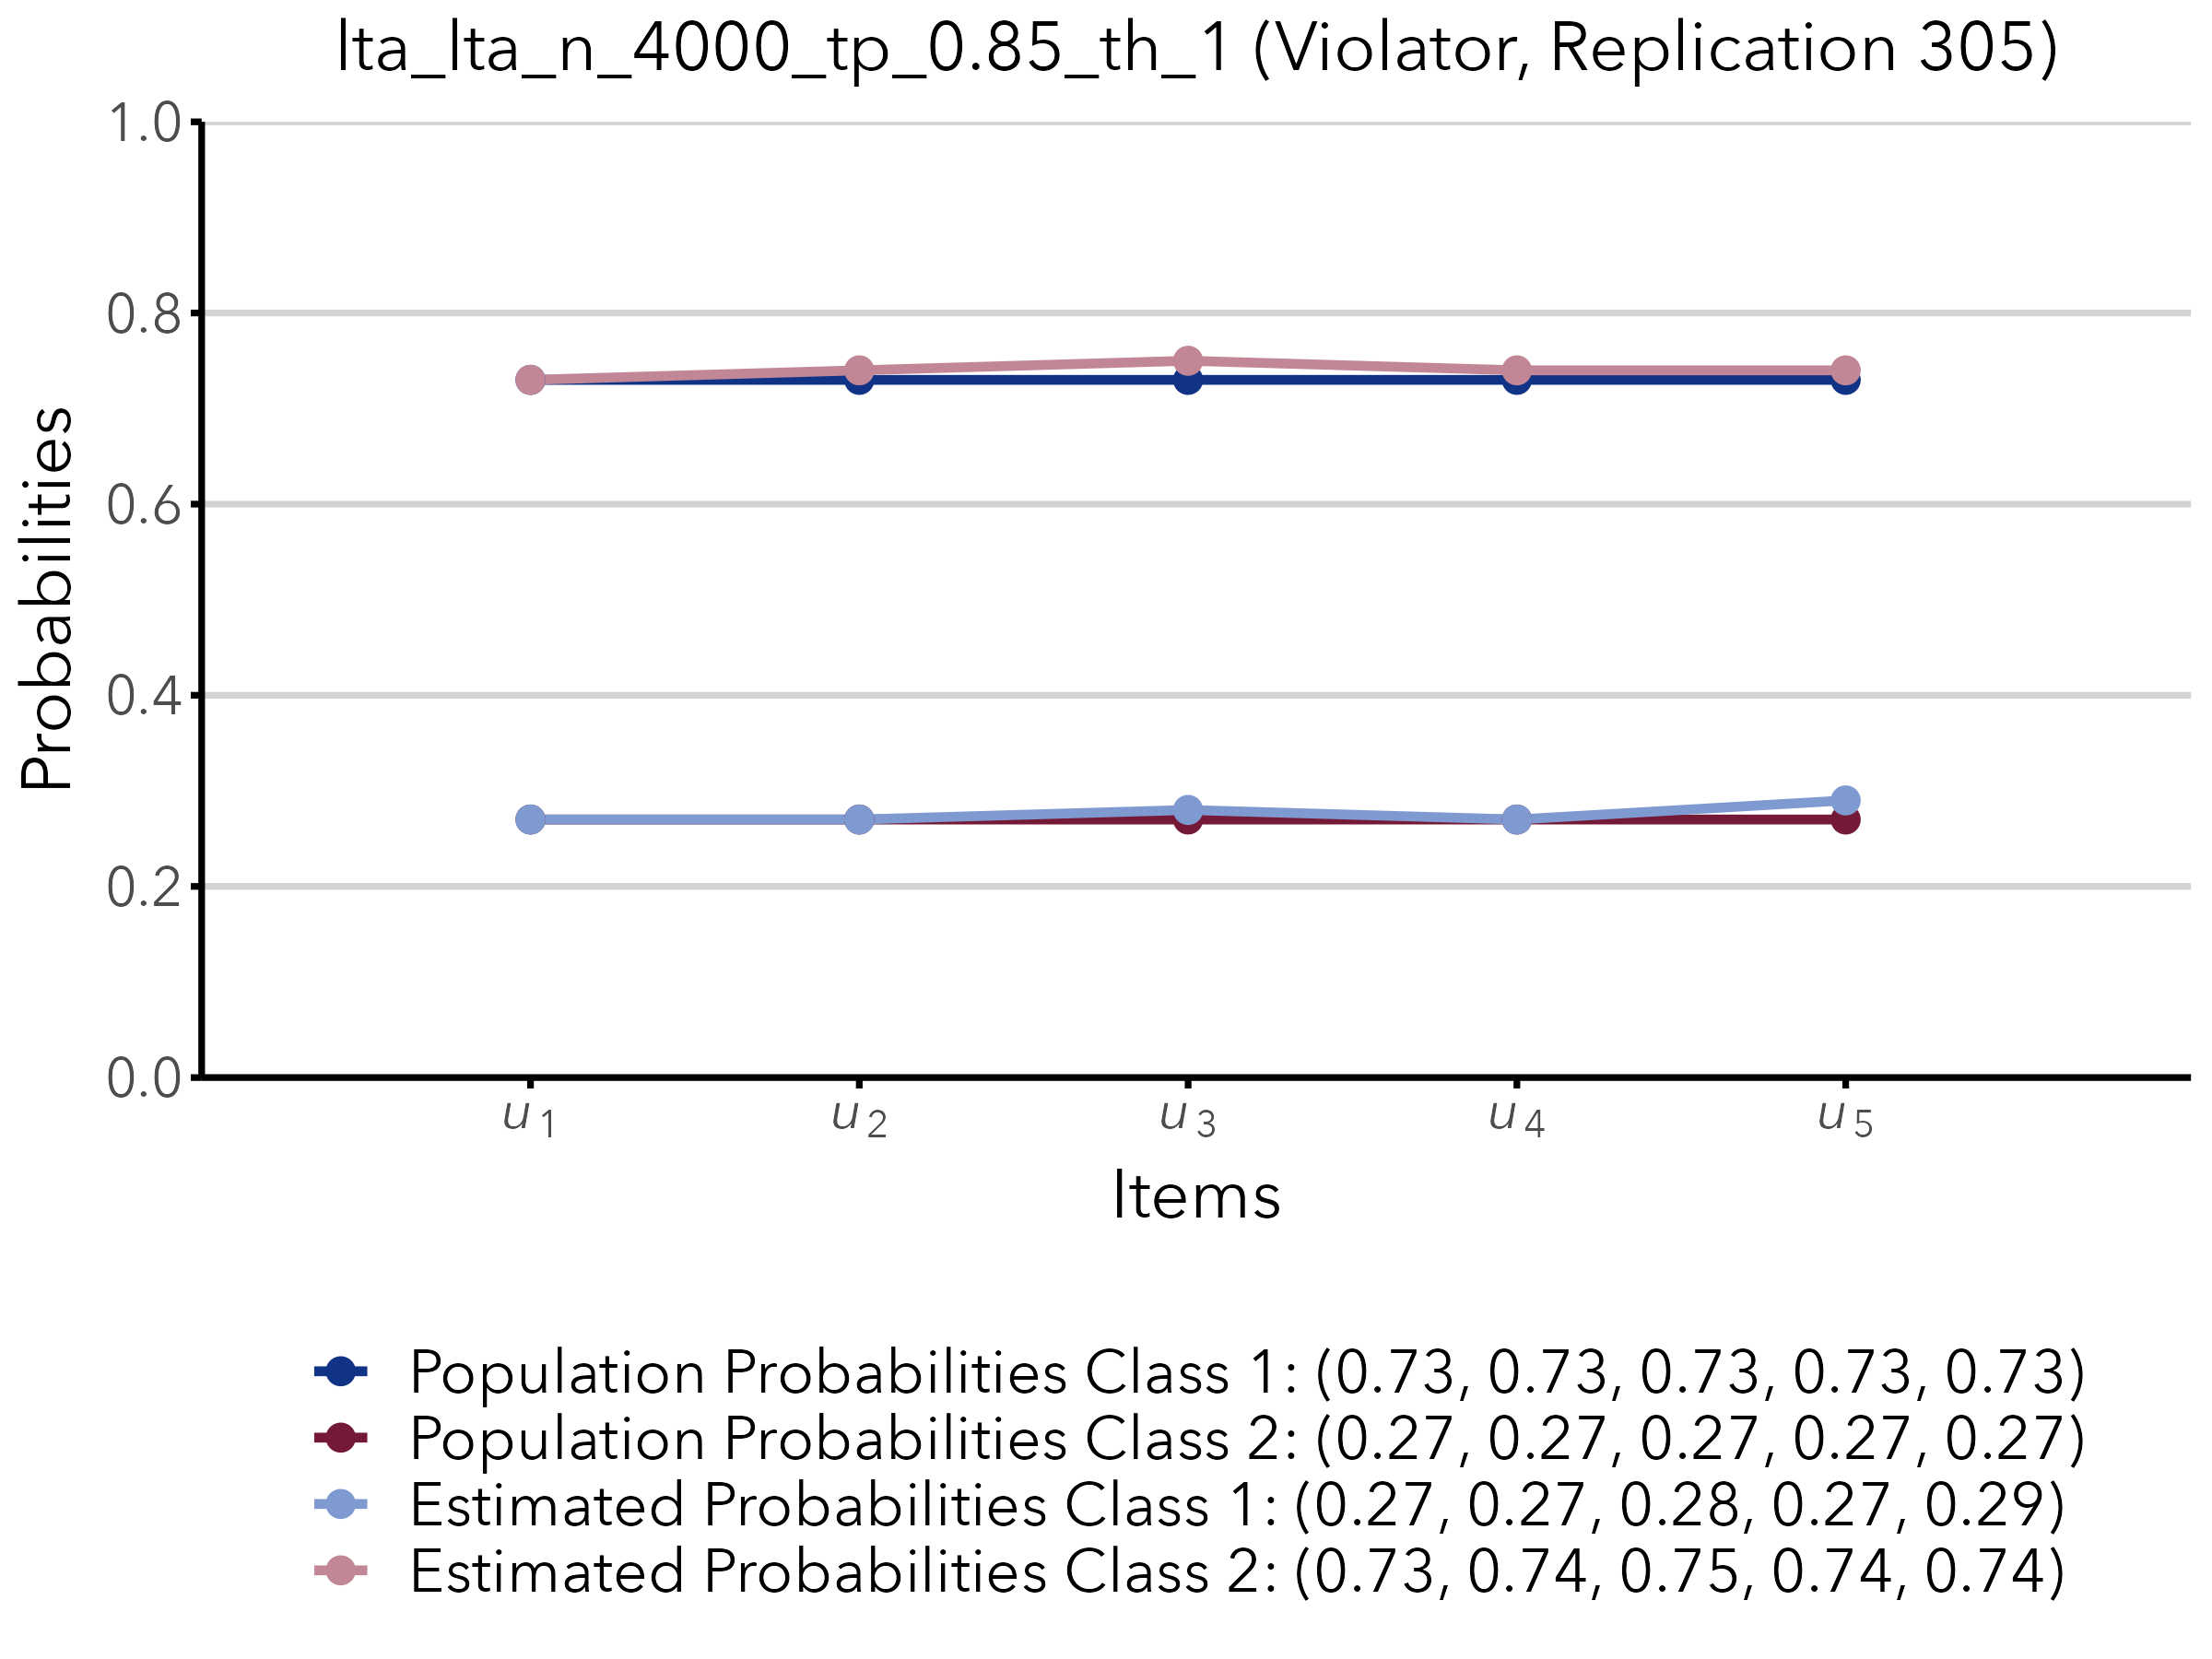 lta_lta_n_4000_tp_0.85_th_1 (Violator, Replication 305)
1.0
0.8
0.6
0.4
0.2
0.0
Probabilities
u1
u2
u3
u4
u5
Items
Population Probabilities Class 1: (0.73, 0.73, 0.73, 0.73, 0.73)
Population Probabilities Class 2: (0.27, 0.27, 0.27, 0.27, 0.27)
Estimated Probabilities Class 1: (0.27, 0.27, 0.28, 0.27, 0.29)
Estimated Probabilities Class 2: (0.73, 0.74, 0.75, 0.74, 0.74)